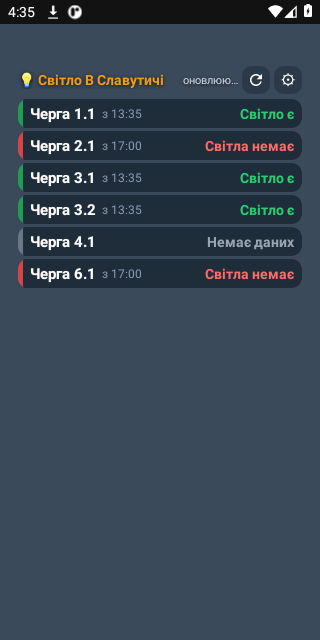 4:35
💡 Світло В Славутичі оновлюю...
Черга 1.1 з 13:35 Світло є
Черга 2.1 з 17:00 Світла немає
Черга 3.1 з 13:35 Світло є
Черга 3.2 з 13:35 Світло є
Черга 4.1 Немає даних
Черга 6.1 з 17:00 Світла немає